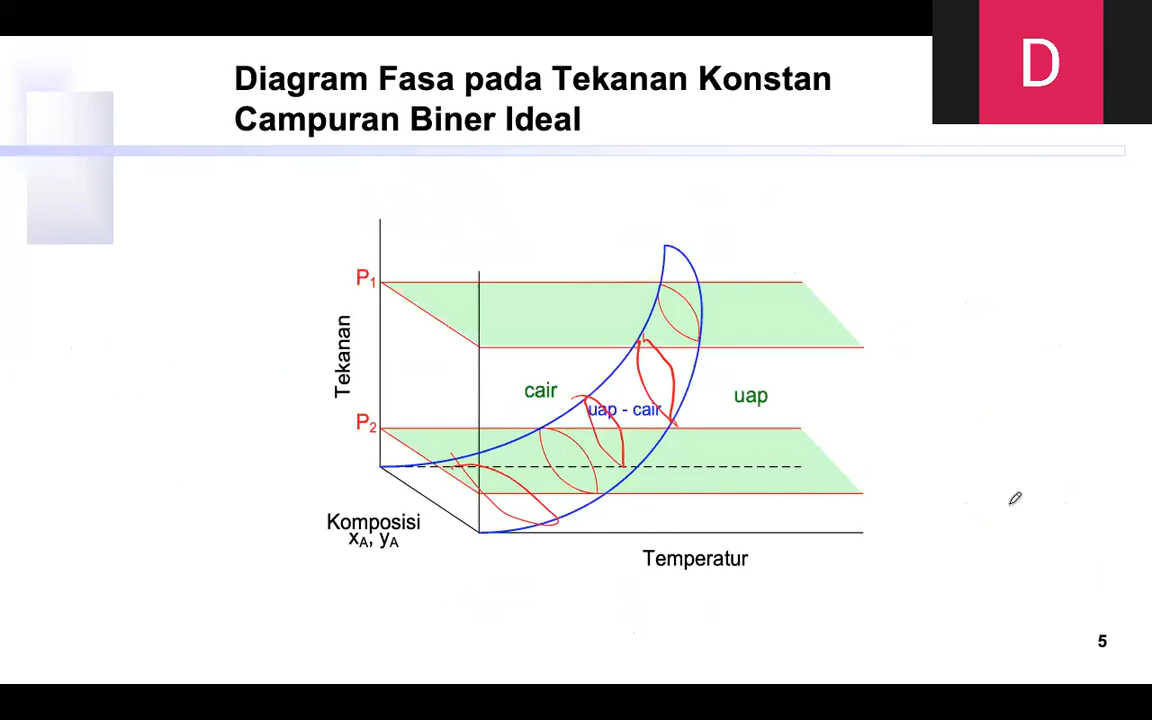 D
Diagram Fasa pada Tekanan Konstan
Campuran Biner Ideal
P1
Tekanan
cair
uap - cair
uap
P2
Komposisi
xA, yA
Temperatur
5